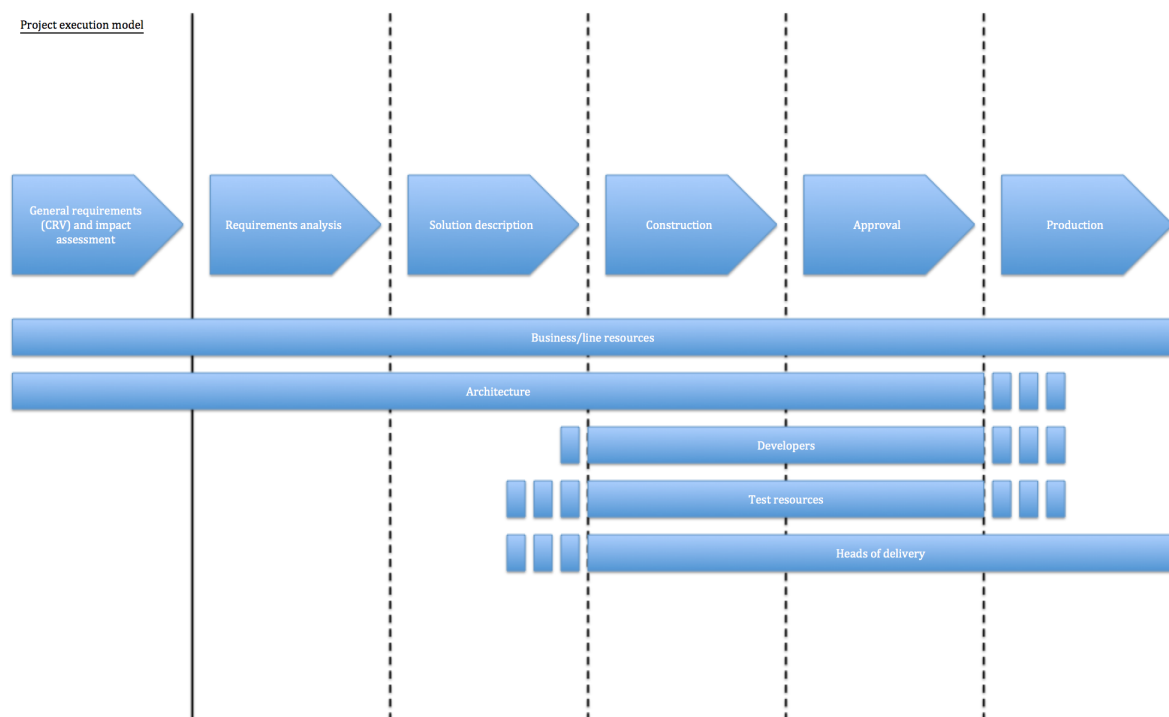 Project execution model
General requirements
(CRV) and impact
assessment
Requirements analysis
Solution description
Construction
Approval
Production
Business/line resources
Architecture
Developers
Test resources
Heads of delivery